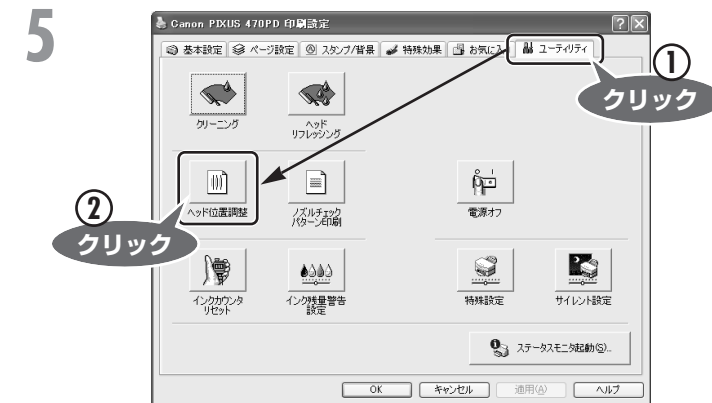 5
Canon PIXUS 470PD 印刷設定
基本設定 ページ設定 スタンプ/背景 特殊効果 お気に入 ユーティリティ
①
クリック
クリーニング
ヘッド
リフレッシング
②
クリック
ヘッド位置調整
ノズルチェック
パターン印刷
電源オフ
インクカウンタ
リセット
インク残量警告
設定
特殊設定
サイレント設定
ステータスモニタ起動(S)...
OK キャンセル 適用(A) ヘルプ